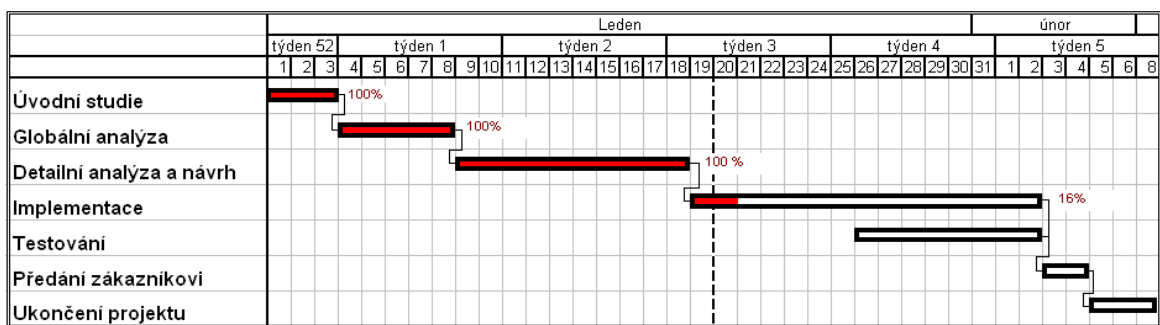 Leden únor
týden 52 týden 1 týden 2 týden 3 týden 4 týden 5
1 2 3 4 5 6 7 8 9 10 11 12 13 14 15 16 17 18 19 20 21 22 23 24 25 26 27 28 29 30 31 1 2 3 4 5 6 8
Úvodní studie 100%
Globální analýza 100%
Detailní analýza a návrh 100 %
Implementace 16%
Testování
Předání zákazníkovi
Ukončení projektu